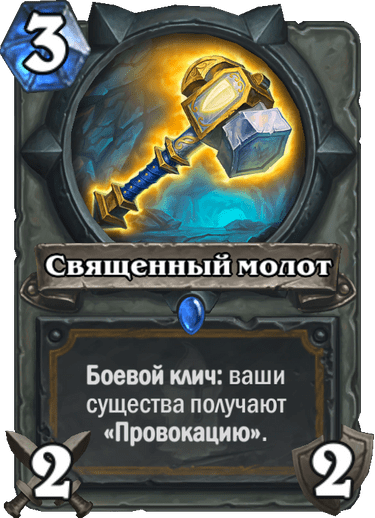 3
Священный молот
Боевой клич: ваши
существа получают
«Провокацию».
2 2